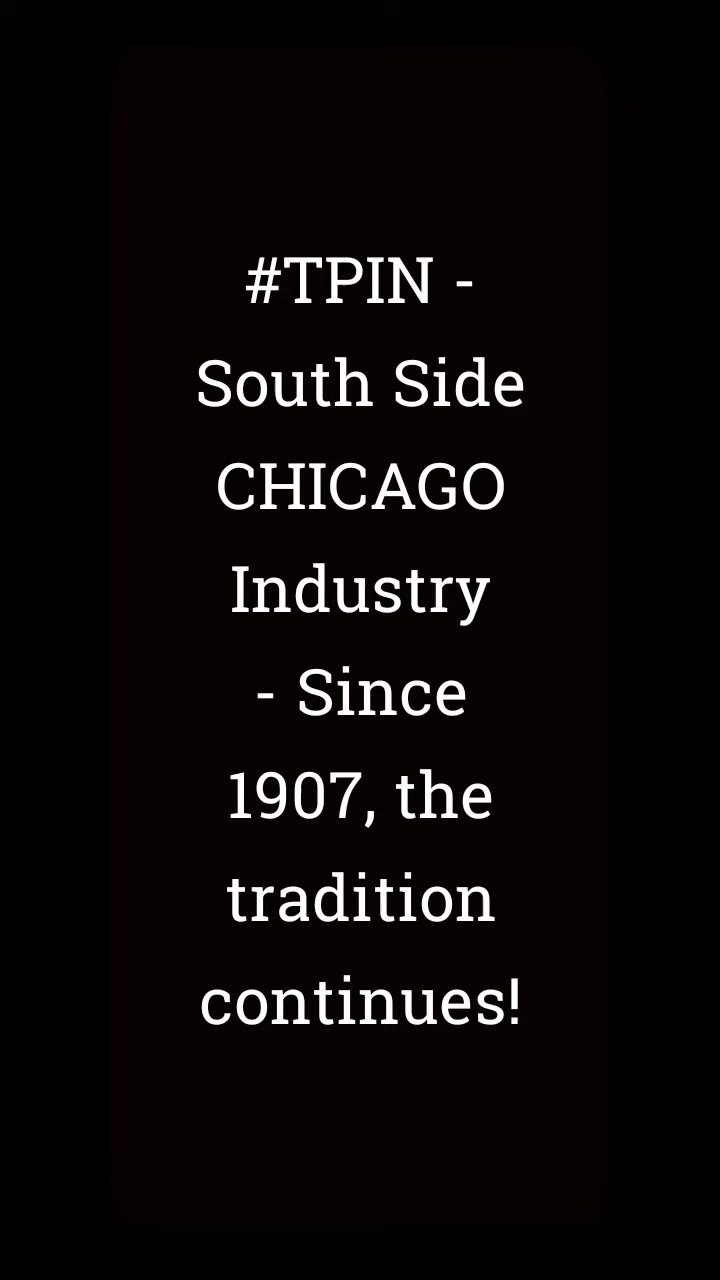 #TPIN -
South Side
CHICAGO
Industry
- Since
1907, the
tradition
continues!